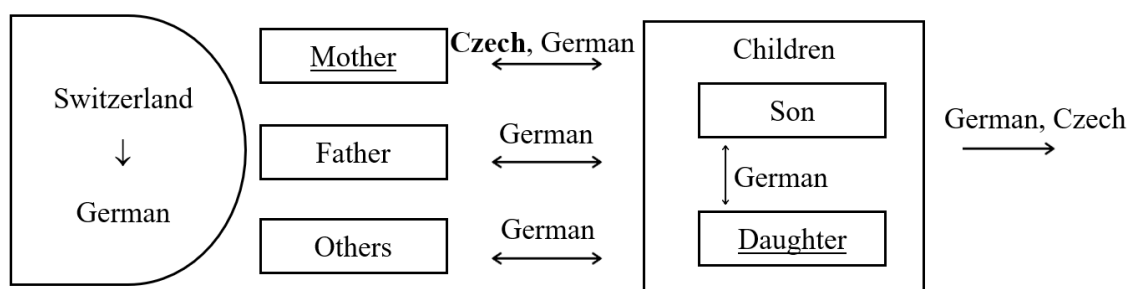 Switzerland
↓
German
Mother
Father
Others
Czech, German
German
German
Children
Son
German
Daughter
German, Czech